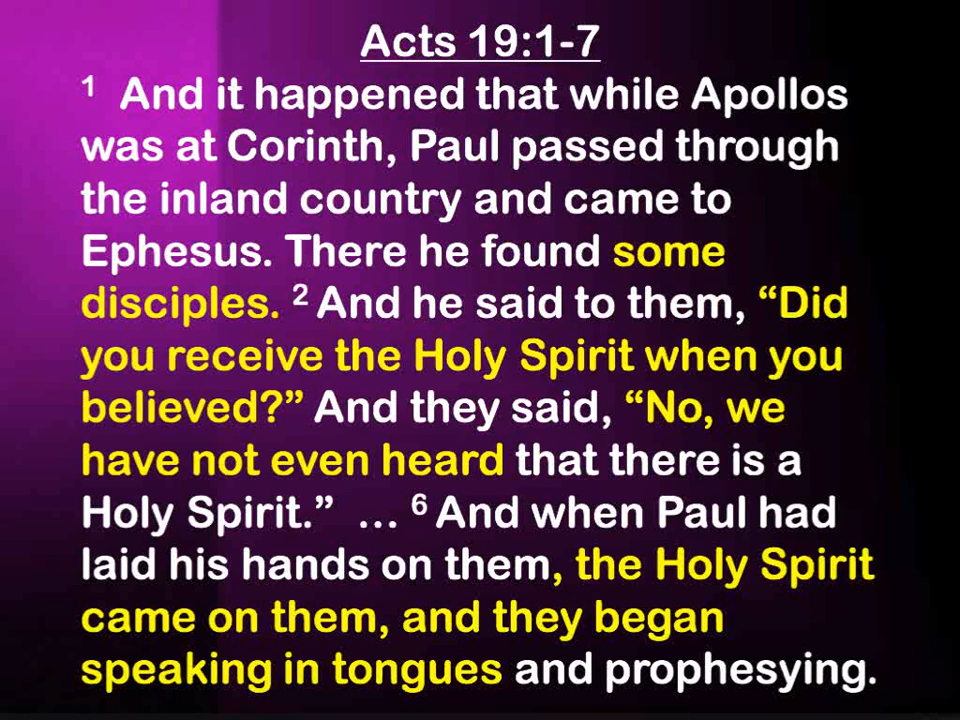 Acts 19:1-7
1 And it happened that while Apollos
was at Corinth, Paul passed through
the inland country and came to
Ephesus. There he found some
disciples. 2 And he said to them, “Did
you receive the Holy Spirit when you
believed?” And they said, “No, we
have not even heard that there is a
Holy Spirit.” … 6 And when Paul had
laid his hands on them, the Holy Spirit
came on them, and they began
speaking in tongues and prophesying.